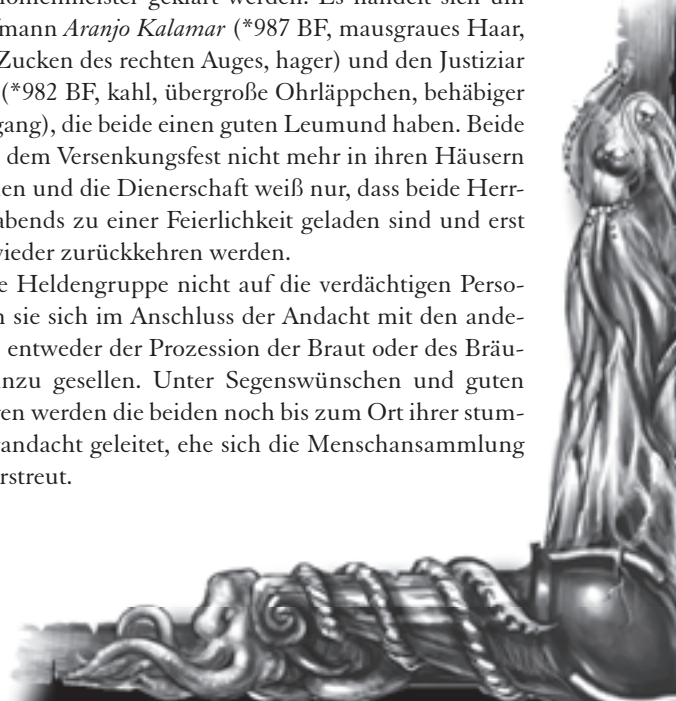 ohlenmeister geklärt werden. Es handelt sich um
mann Aranjo Kalamar (*987 BF, mausgraues Haar,
Zucken des rechten Auges, hager) und den Justiziar
(*982 BF, kahl, übergroße Ohrläppchen, behäbiger
gang), die beide einen guten Leumund haben. Beide
dem Versenkungsfest nicht mehr in ihren Häusern
en und die Dienerschaft weiß nur, dass beide Herr-
abends zu einer Feierlichkeit geladen sind und erst
wieder zurückkehren werden.
e Heldengruppe nicht auf die verdächtigen Perso-
n sie sich im Anschluss der Andacht mit den ande-
entweder der Prozession der Braut oder des Bräu-
inzu gesellen. Unter Segenswünschen und guten
en werden die beiden noch bis zum Ort ihrer stum-
andacht geleitet, ehe sich die Menschansammlung
rstreut.